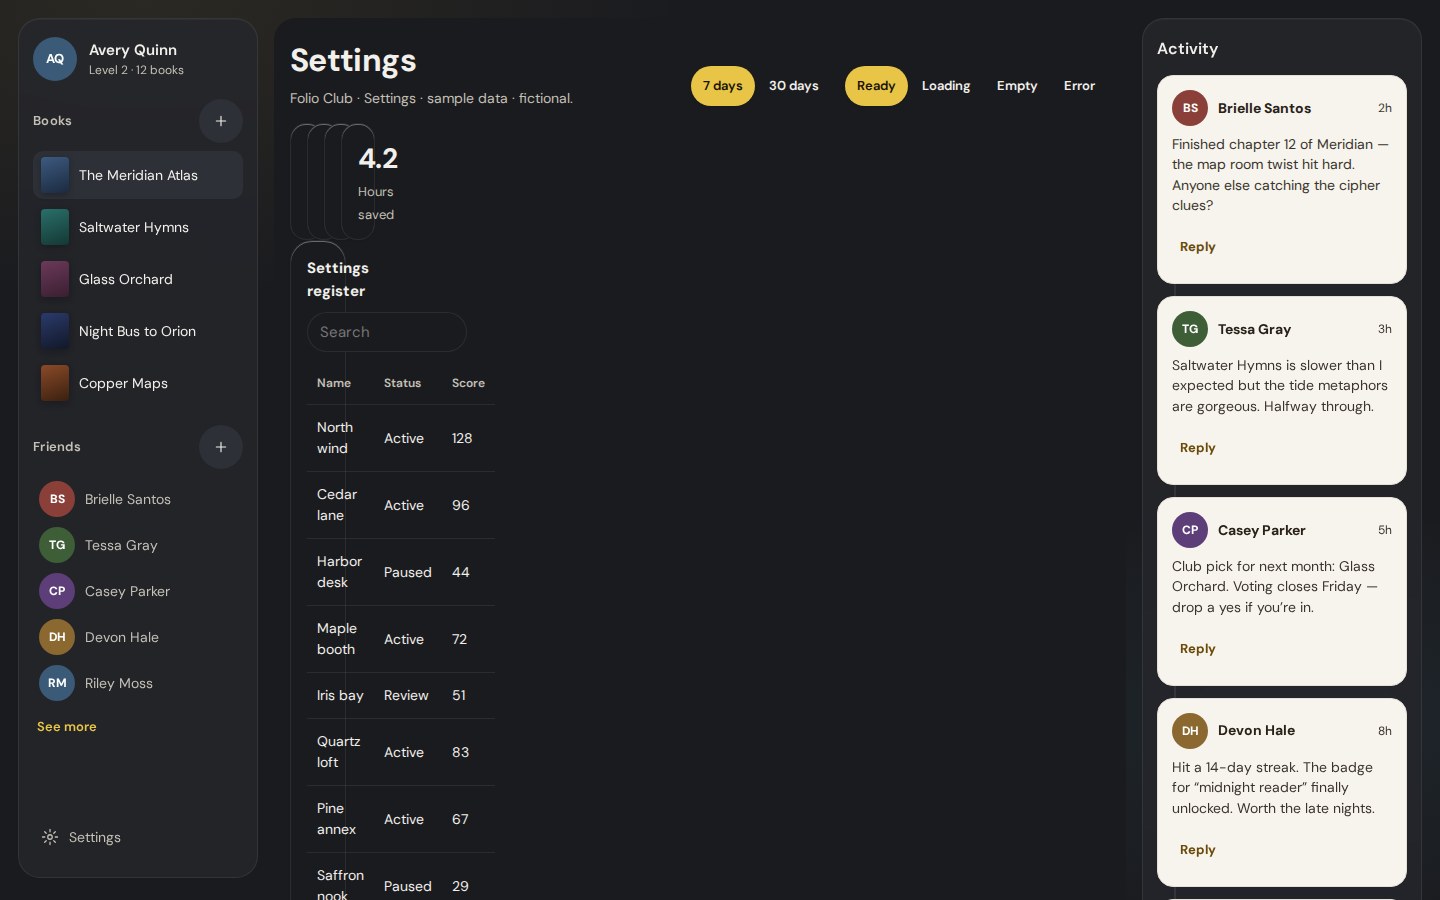 AQ
Avery Quinn
Level 2 · 12 books
Books
+
The Meridian Atlas
Saltwater Hymns
Glass Orchard
Night Bus to Orion
Copper Maps
Friends
+
BS Brielle Santos
TG Tessa Gray
CP Casey Parker
DH Devon Hale
RM Riley Moss
See more
Settings
Settings
Folio Club · Settings · sample data · fictional.
7 days 30 days Ready Loading Empty Error
4.2
Hours
saved
Settings
register
Search
Name Status Score
North
wind
Active 128
Cedar
lane
Active 96
Harbor
desk
Paused 44
Maple
booth
Active 72
Iris bay Review 51
Quartz
loft
Active 83
Pine
annex
Active 67
Saffron
nook
Paused 29
Activity
BS Brielle Santos 2h
Finished chapter 12 of Meridian —
the map room twist hit hard.
Anyone else catching the cipher
clues?
Reply
TG Tessa Gray 3h
Saltwater Hymns is slower than I
expected but the tide metaphors
are gorgeous. Halfway through.
Reply
CP Casey Parker 5h
Club pick for next month: Glass
Orchard. Voting closes Friday —
drop a yes if you’re in.
Reply
DH Devon Hale 8h
Hit a 14-day streak. The badge
for “midnight reader” finally
unlocked. Worth the late nights.
Reply